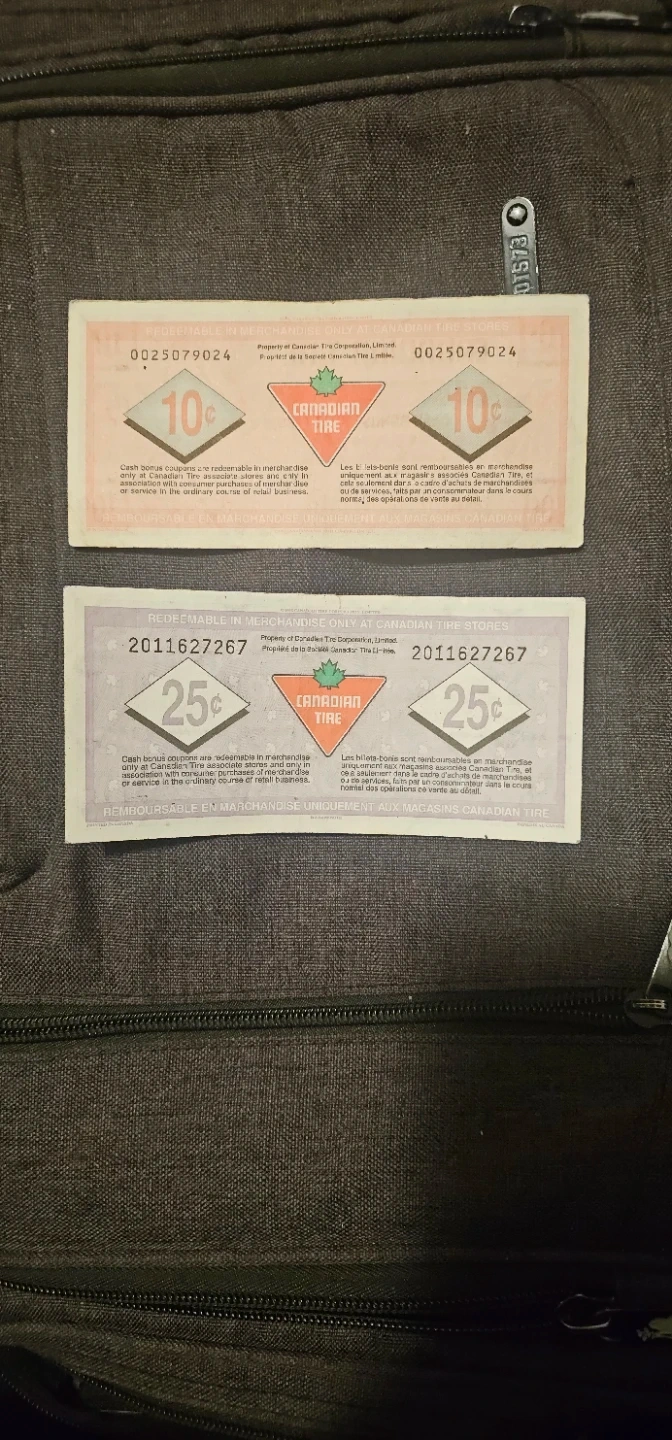 OT573
REDEEMABLE IN MERCHANDISE ONLY AT CANADIAN TIRE STORES
Property of Canadian Tire Corporation, Limited.
Propriété de la Société Canadian Tire Limitée.
0025079024
0025079024
10¢
CANADIAN
TIRE
10¢
Cash bonus coupons are redeemable in merchandise
only at Canadian Tire associate stores and only in
association with consumer purchases of merchandise
or service in the ordinary course of retail business.
Les billets-bonis sont remboursables en marchandise
uniquement aux magasins associés Canadian Tire, et
cela seulement dans le cadre d'achats de marchandises
ou de services, faits par un consommateur dans le cours
normal des opérations de vente au détail.
UNIQUEMENT CANADIAN TIRE
REDEEMABLE IN MERCHANDISE ONLY AT CANADIAN TIRE STORES
Property of Canadian Tire Corporation, Limited.
Propriété de la Société Canadian Tire Limitée.
2011627267
2011627267
25¢
CANADIAN
TIRE
25¢
Cash bonus coupons are redeemable in merchandise
only at Canadian Tire associate stores and only in
association with consumer purchases of merchandise
or service in the ordinary course of retail business.
Les billets-bonis sont remboursables en marchandise
uniquement aux magasins associés Canadian Tire, et
cela seulement dans le cadre d'achats de marchandises
ou de services, faits par un consommateur dans le cours
normal des opérations de vente au détail.
REMBOURSABLE EN MARCHANDISE UNIQUEMENT AUX MAGASINS CANADIAN TIRE